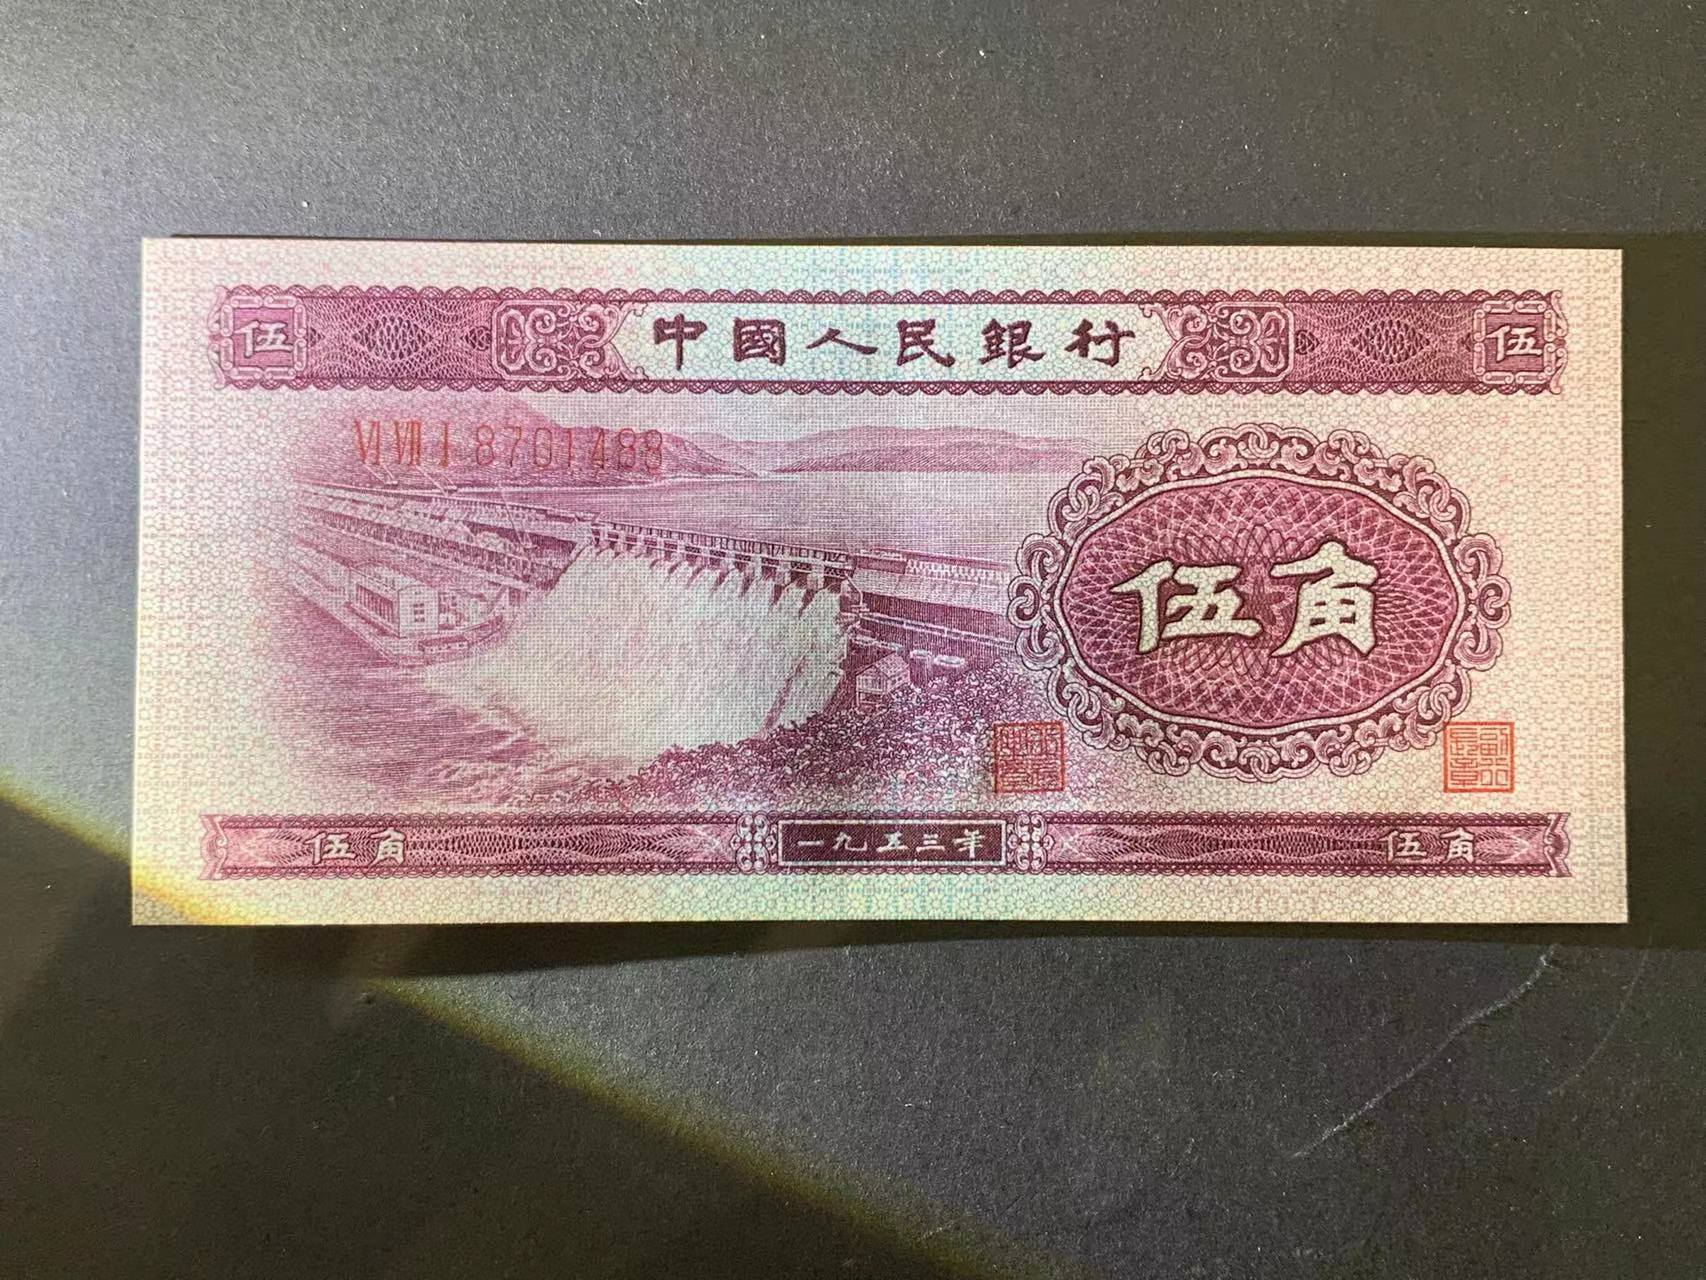 伍 中國人民銀行 伍
VI VIII I 8701488
伍角
伍角 一九五三年 伍角